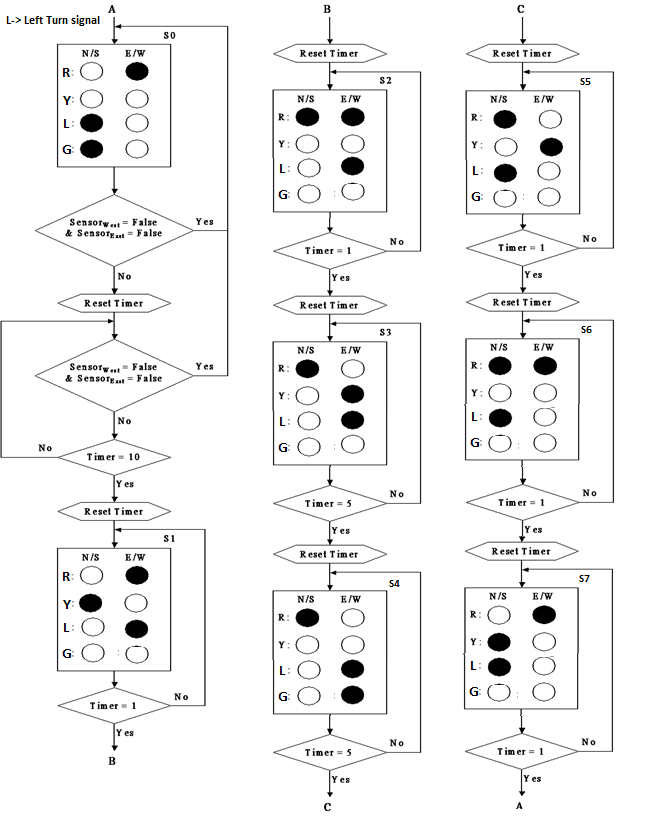 L-> Left Turn signal
A
S0
N/S E/W
R:
Y:
L:
G:
SensorWest = False
& SensorEast = False
Yes
No
Reset Timer
SensorWest = False
& SensorEast = False
Yes
No
No
Timer = 10
Yes
Reset Timer
S1
N/S E/W
R:
Y:
L:
G: :
Timer = 1
No
Yes
B
B
Reset Timer
S2
N/S E/W
R:
Y:
L:
G: :
Timer = 1
No
Yes
Reset Timer
S3
N/S E/W
R:
Y:
L:
G: :
Timer = 5
No
Yes
Reset Timer
S4
N/S E/W
R:
Y:
L:
G: :
Timer = 5
No
Yes
C
C
Reset Timer
S5
N/S E/W
R:
Y:
L:
G: :
Timer = 1
No
Yes
Reset Timer
S6
N/S E/W
R:
Y:
L:
G: :
Timer = 1
No
Yes
Reset Timer
S7
N/S E/W
R:
Y:
L:
G: :
Timer = 1
No
Yes
A